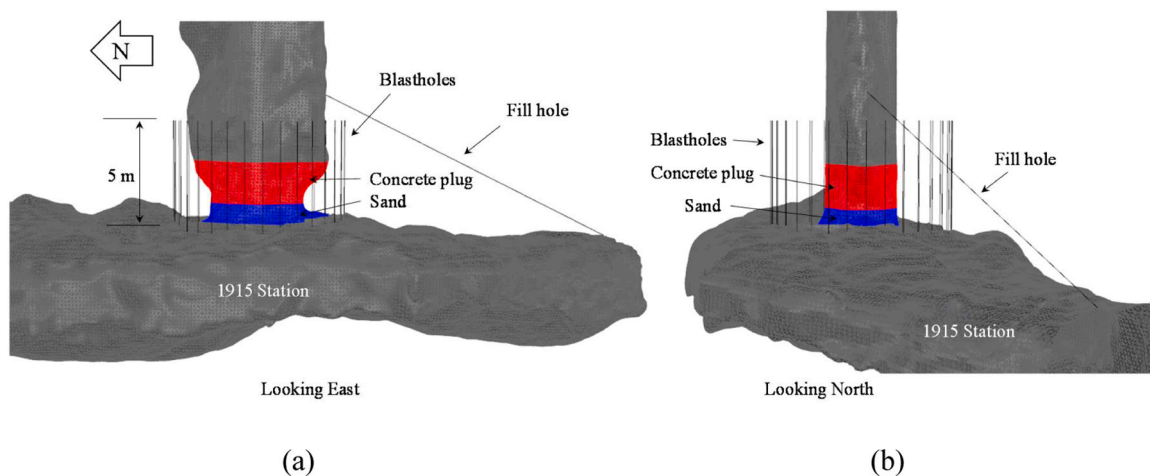 N
Blastholes
Fill hole
5 m
Concrete plug
Sand
1915 Station
Looking East
(a)
Blastholes
Concrete plug
Fill hole
Sand
1915 Station
Looking North
(b)